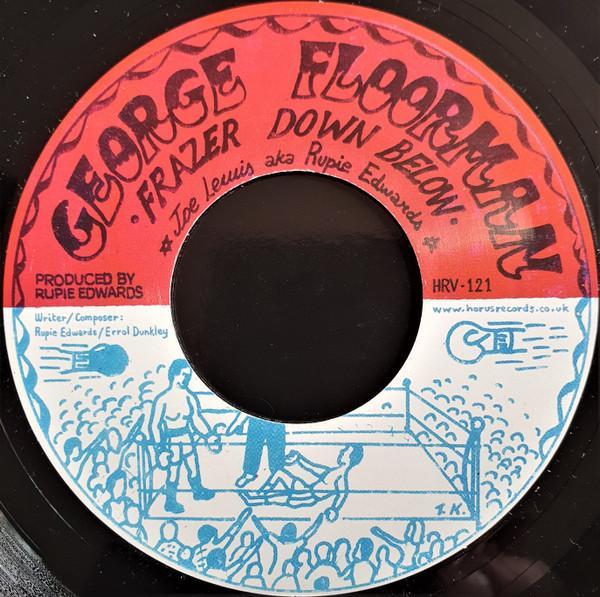 GEORGE FLOORMAN
·FRAZER DOWN BELOW·
Joe Lewis aka Rupie Edwards
PRODUCED BY
RUPIE EDWARDS
HRV-121
Writer/Composer:
Rupie Edwards/Errol Dunkley
www.horusrecords.co.uk
T.K.